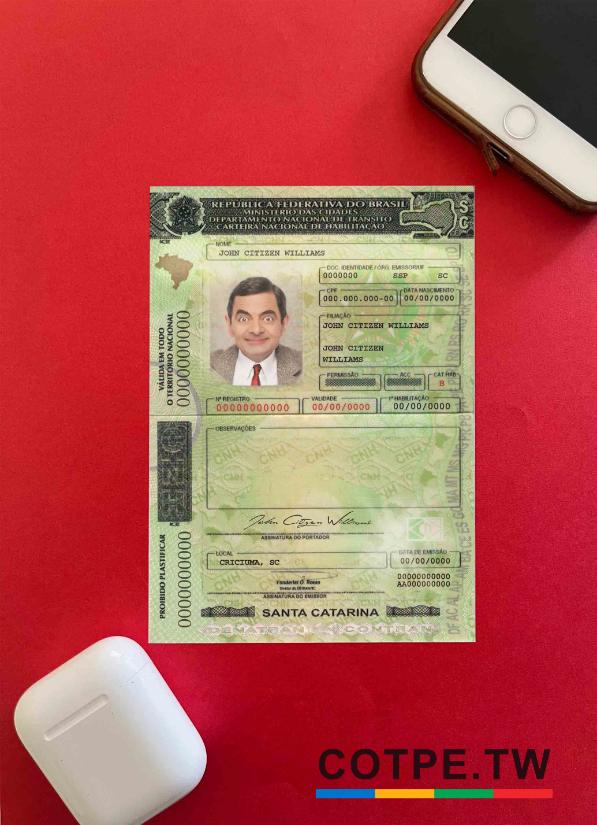 REPÚBLICA FEDERATIVA DO BRASIL
MINISTÉRIO DAS CIDADES
DEPARTAMENTO NACIONAL DE TRÂNSITO
CARTEIRA NACIONAL DE HABILITAÇÃO
SC
NOME
JOHN CITIZEN WILLIAMS
DOC. IDENTIDADE / ÓRG. EMISSOR/UF
0000000 SSP SC
CPF DATA NASCIMENTO
000.000.000-00 00/00/0000
FILIAÇÃO
JOHN CITIZEN WILLIAMS
JOHN CITIZEN
WILLIAMS
PERMISSÃO ACC CAT HAB
B
Nº REGISTRO VALIDADE 1ª HABILITAÇÃO
00000000000 00/00/0000 00/00/0000
VÁLIDA EM TODO
O TERRITÓRIO NACIONAL
0000000000
OBSERVAÇÕES
CNH CNH CNH CNH
John Citizen Williams
ASSINATURA DO PORTADOR
LOCAL DATA DE EMISSÃO
CRICIUMA, SC 00/00/0000
00000000000
AA000000000
ASSINATURA DO EMISSOR
PROIBIDO PLASTIFICAR
0000000000
SANTA CATARINA
DENATRAN CONTRAN
COTPE.TW